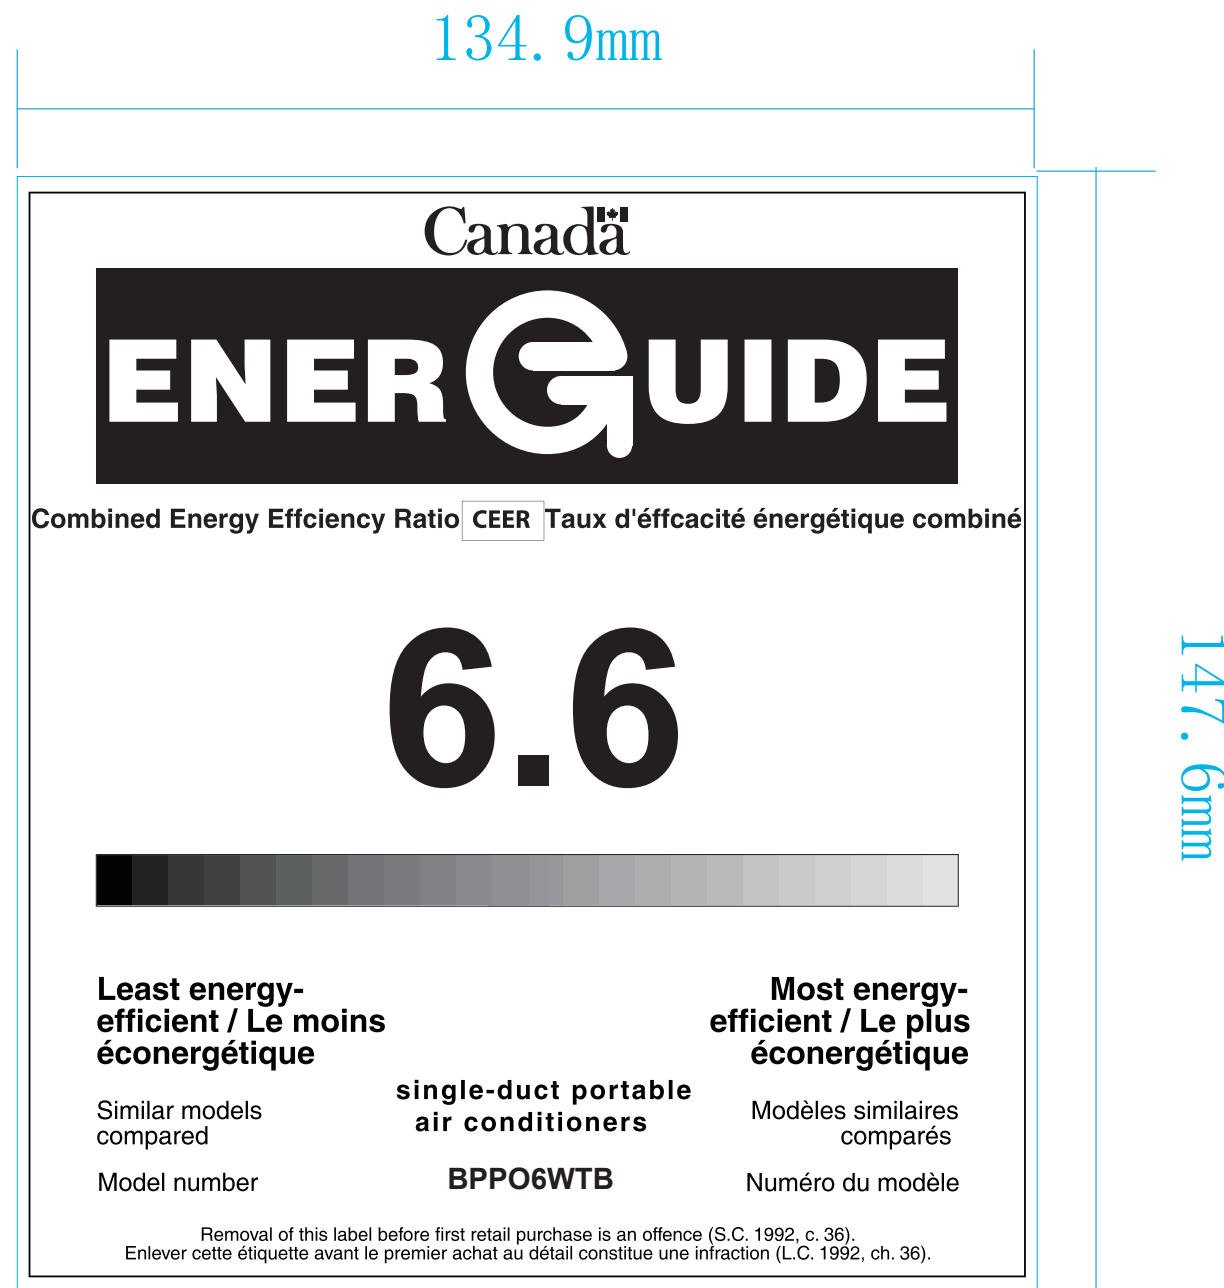 134.9mm
Canada
ENERGUIDE
Combined Energy Effciency Ratio CEER Taux d'éffcacité énergétique combiné
6.6
147.6mm
Least energy-
efficient / Le moins
éconergétique
Most energy-
efficient / Le plus
éconergétique
single-duct portable
air conditioners
Similar models
compared
Modèles similaires
comparés
Model number
BPPO6WTB
Numéro du modèle
Removal of this label before first retail purchase is an offence (S.C. 1992, c. 36).
Enlever cette étiquette avant le premier achat au détail constitue une infraction (L.C. 1992, ch. 36).